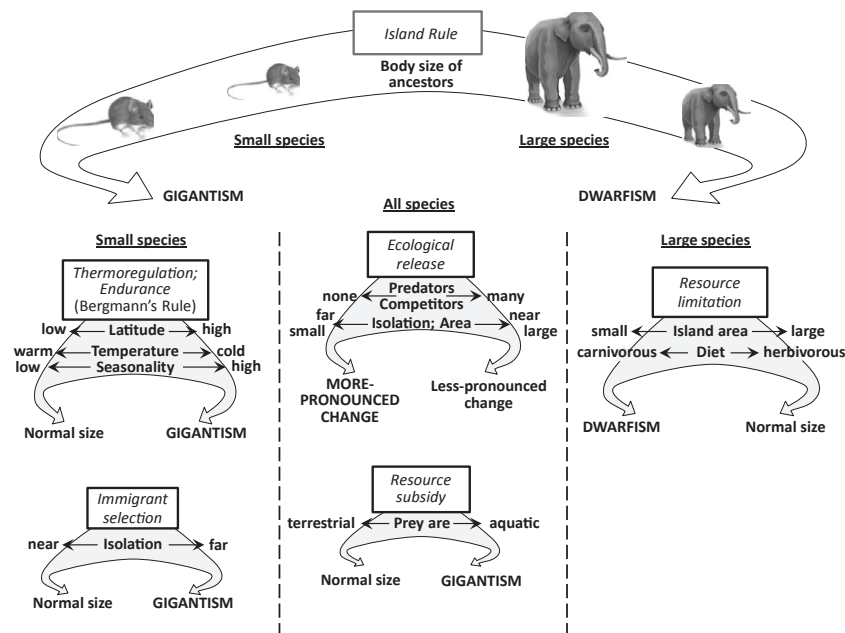 Island Rule
Body size of
ancestors
Small species
Large species
GIGANTISM
DWARFISM
All species
Small species
Thermoregulation;
Endurance
(Bergmann's Rule)
low Latitude high
warm Temperature cold
low Seasonality high
Normal size GIGANTISM
Immigrant
selection
near Isolation far
Normal size GIGANTISM
Ecological
release
none Predators many
Competitors
far near
small Isolation; Area large
MORE-
PRONOUNCED
CHANGE
Less-pronounced
change
Resource
subsidy
terrestrial Prey are aquatic
Normal size GIGANTISM
Large species
Resource
limitation
small Island area large
carnivorous Diet herbivorous
DWARFISM Normal size